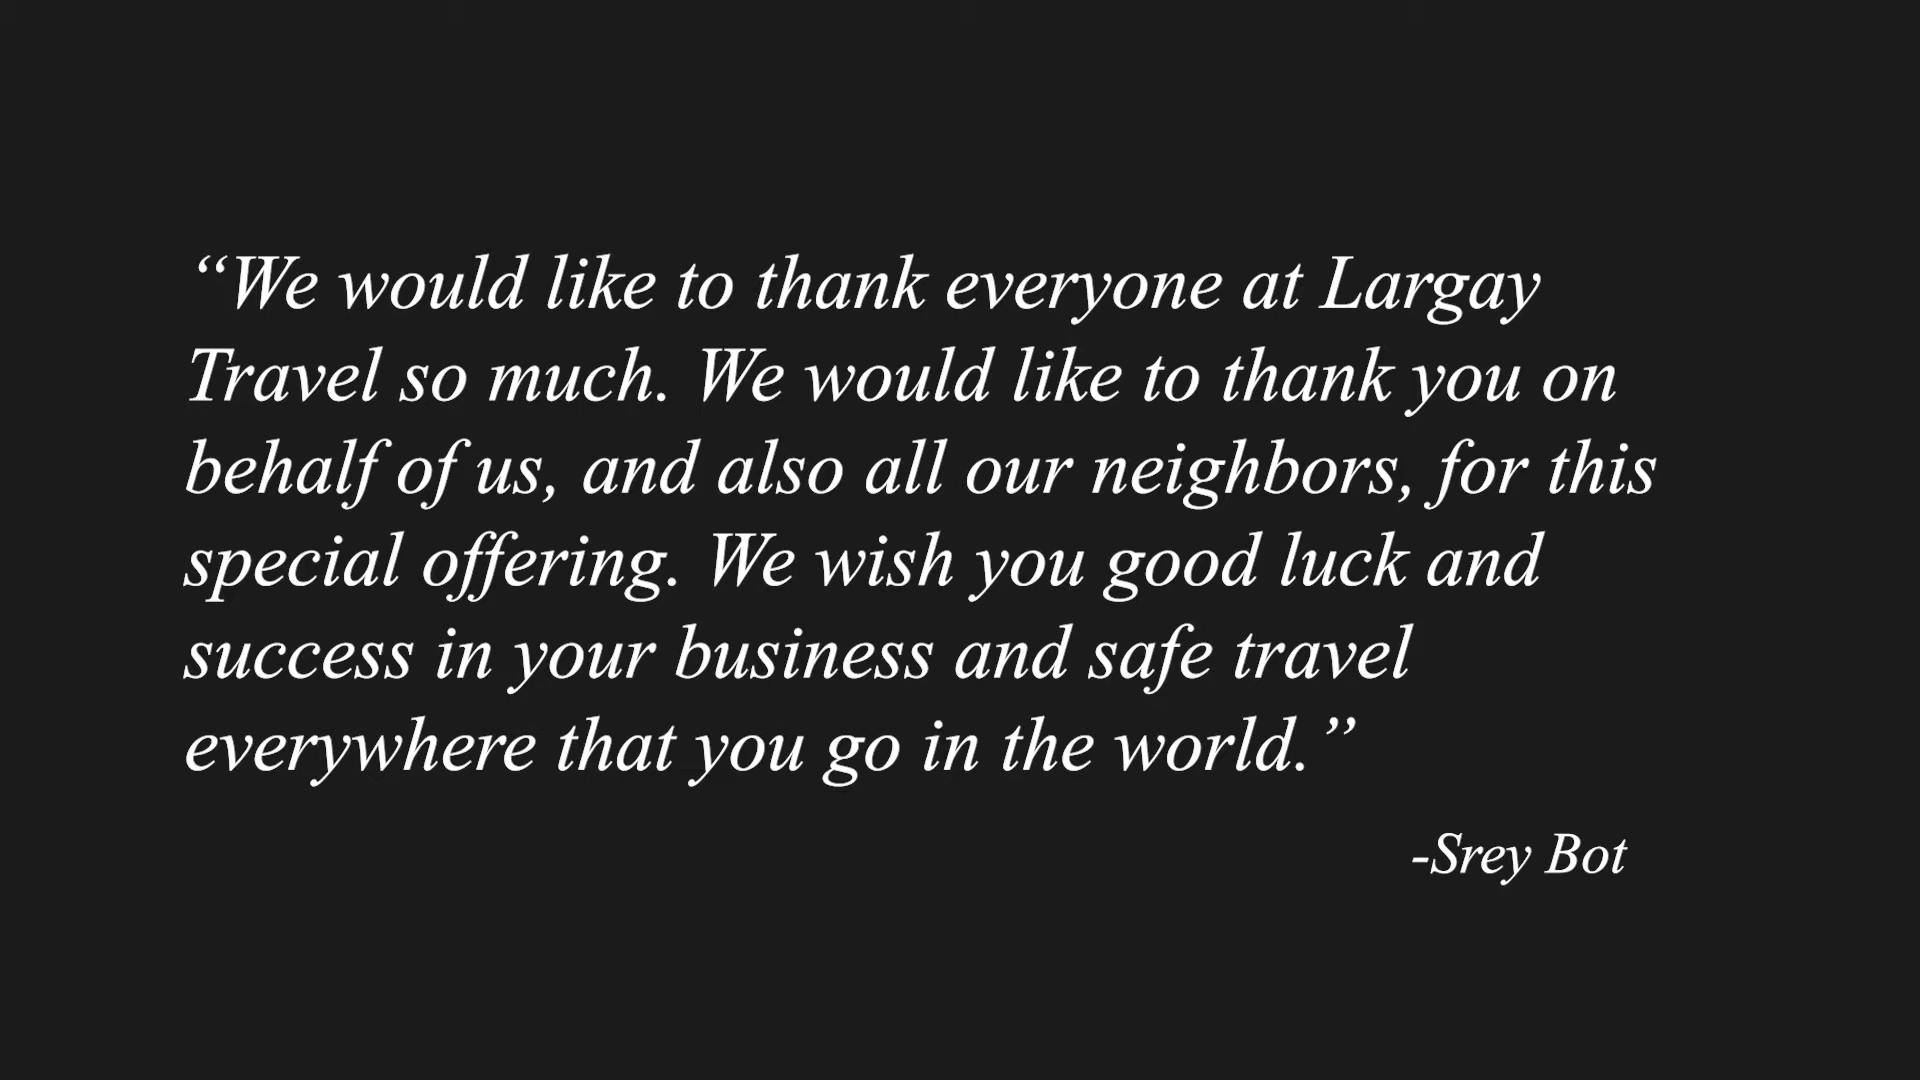 “We would like to thank everyone at Largay
Travel so much. We would like to thank you on
behalf of us, and also all our neighbors, for this
special offering. We wish you good luck and
success in your business and safe travel
everywhere that you go in the world.”
-Srey Bot